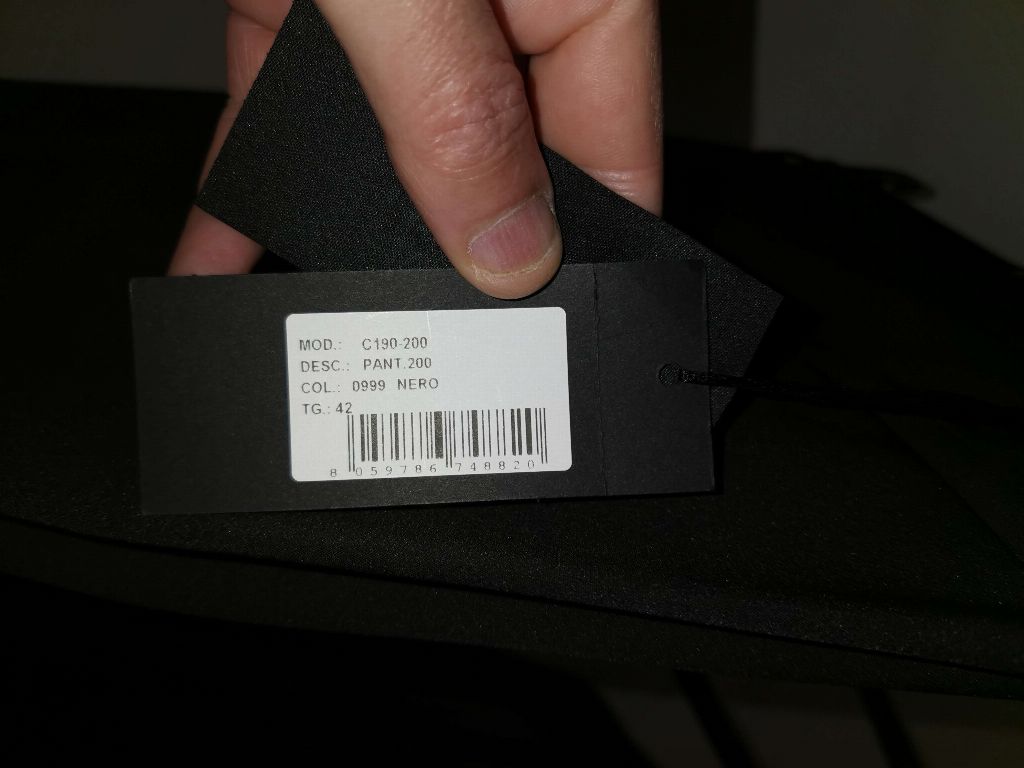 MOD.: C190-200
DESC.: PANT.200
COL.: 0999 NERO
TG.: 42
8 059786 748820